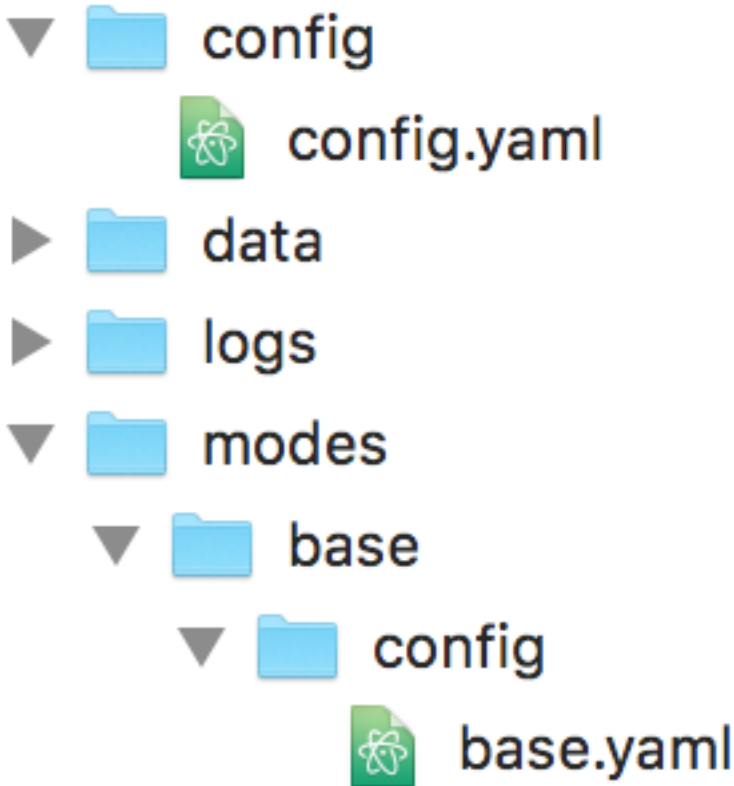 config
config.yaml
data
logs
modes
base
config
base.yaml